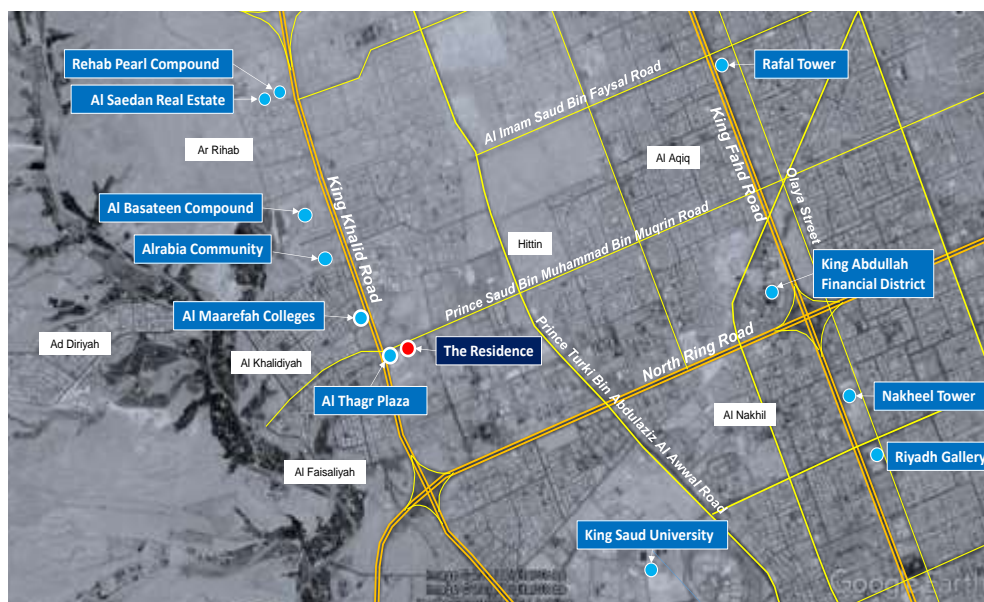 Rehab Pearl Compound
Al Saedan Real Estate
Ar Rihab
Al Basateen Compound
Alrabia Community
King Khalid Road
Al Maarefah Colleges
Ad Diriyah
Al Khalidiyah
The Residence
Al Thagr Plaza
Al Faisaliyah
Al Imam Saud Bin Faysal Road
Rafal Tower
Al Aqiq
King Fahd Road
Olaya Street
Hittin
Prince Saud Bin Muhammad Bin Muqrin Road
King Abdullah
Financial District
Prince Turki Bin Abdulaziz Al Awwal Road
North Ring Road
Al Nakhil
Nakheel Tower
Riyadh Gallery
King Saud University
Google Earth